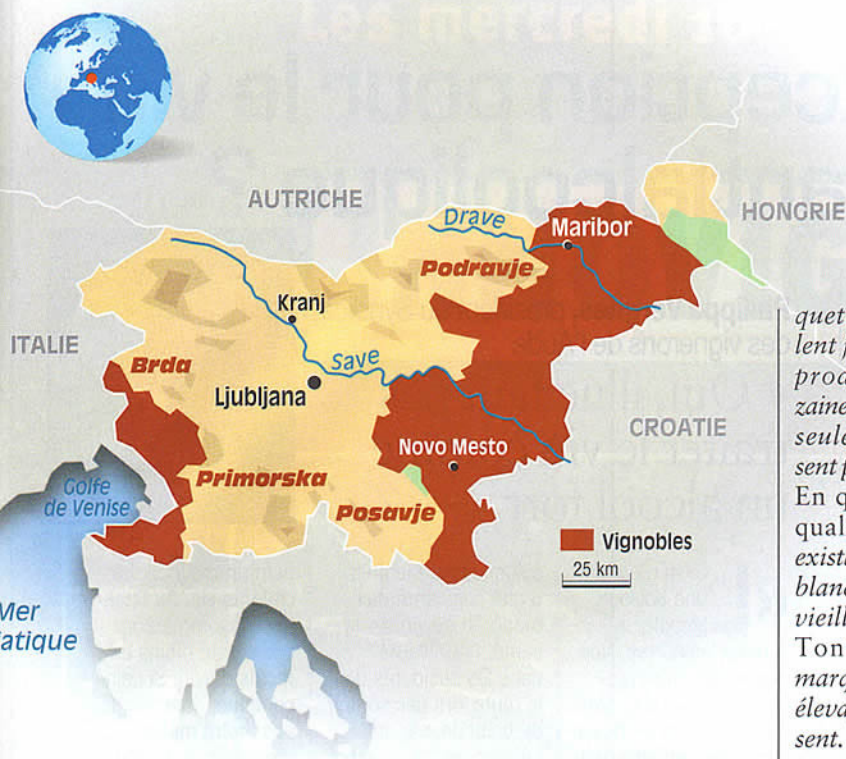 AUTRICHE
HONGRIE
Drave
Maribor
Podravje
Kranj
ITALIE
Brda
Save
Ljubljana
CROATIE
Novo Mesto
Golfe
de Venise
Primorska
Posavje
Vignobles
25 km
Mer
atique
quet
lent
prod
zaine
seule
sent p
En q
qual
exist
blanc
vieill
Ton
marq
éleva
sent.